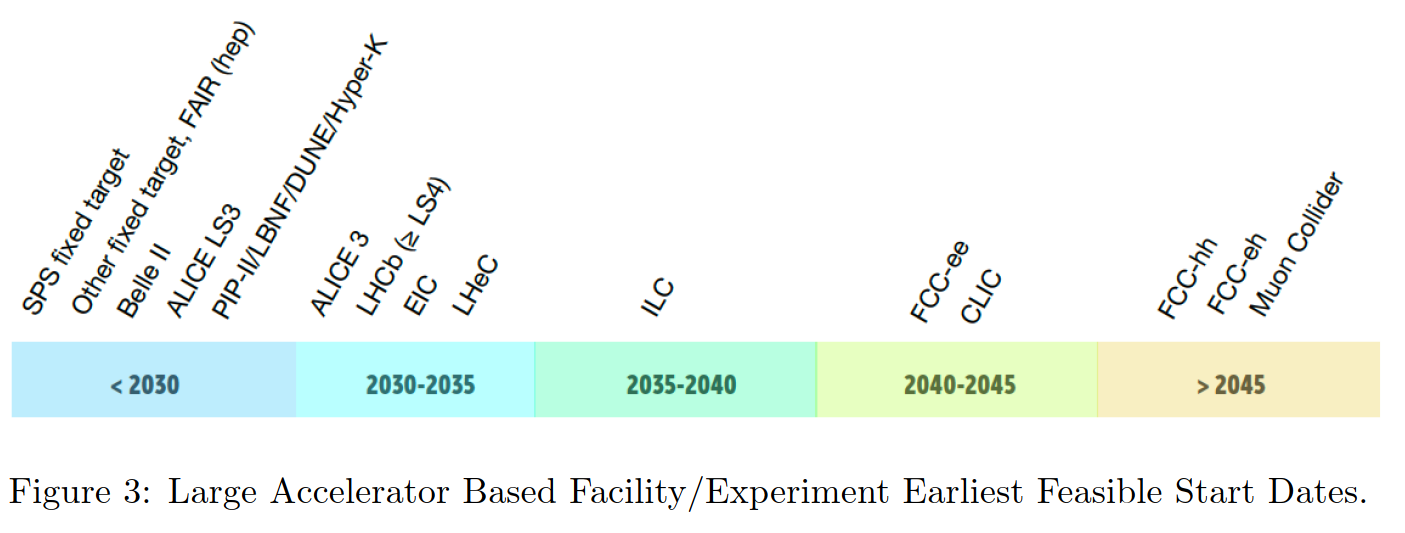 SPS fixed target
Other fixed target, FAIR (hep)
Belle II
ALICE LS3
PIP-II/LBNF/DUNE/Hyper-K
ALICE 3
LHCb (≥ LS4)
EIC
LHeC
ILC
FCC-ee
CLIC
FCC-hh
FCC-eh
Muon Collider
< 2030
2030-2035
2035-2040
2040-2045
> 2045
Figure 3: Large Accelerator Based Facility/Experiment Earliest Feasible Start Dates.